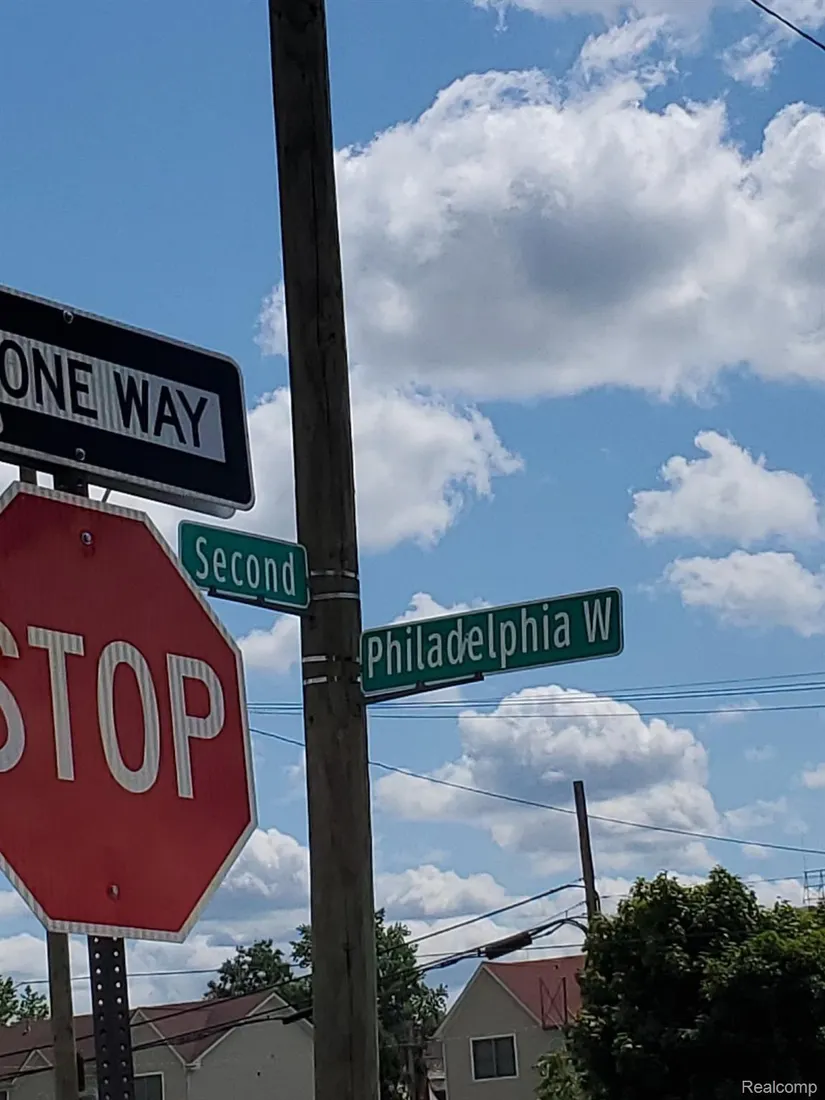 ONE WAY
STOP
Second
Philadelphia W
Realcomp